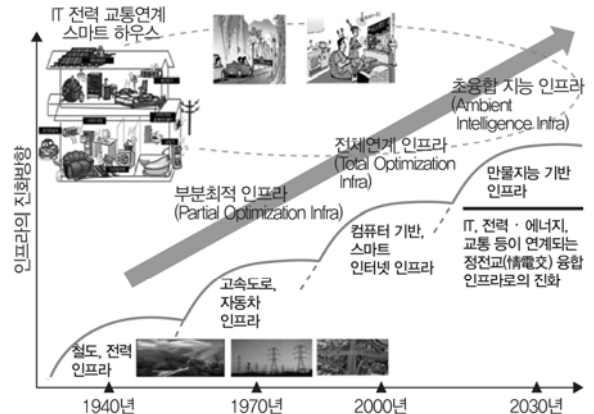 IT 전력 교통연계
스마트 하우스
초융합 지능 인프라
(Ambient
Intelligence Infra)
전체연계 인프라
(Total Optimization
Infra)
부분최적 인프라
(Partial Optimization Infra)
만물지능 기반
인프라
IT, 전력 · 에너지,
교통 등이 연계되는
정전교(情電交) 융합
인프라로의 진화
컴퓨터 기반,
스마트
인터넷 인프라
고속도로,
자동차
인프라
철도, 전력
인프라
인프라의 진화방향
1940년
1970년
2000년
2030년